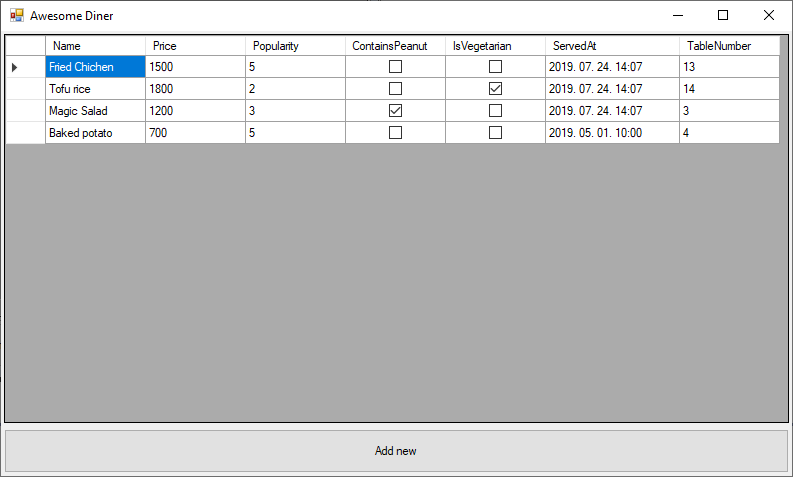 Awesome Diner
Name Price Popularity ContainsPeanut IsVegetarian ServedAt TableNumber
Fried Chichen 1500 5 2019. 07. 24. 14:07 13
Tofu rice 1800 2 2019. 07. 24. 14:07 14
Magic Salad 1200 3 2019. 07. 24. 14:07 3
Baked potato 700 5 2019. 05. 01. 10:00 4
Add new